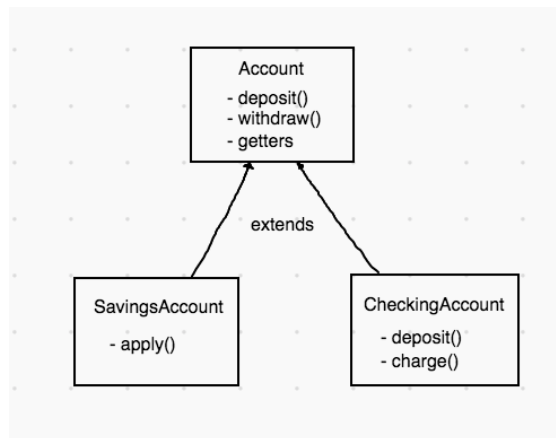 Account
- deposit()
- withdraw()
- getters
extends
SavingsAccount
- apply()
CheckingAccount
- deposit()
- charge()